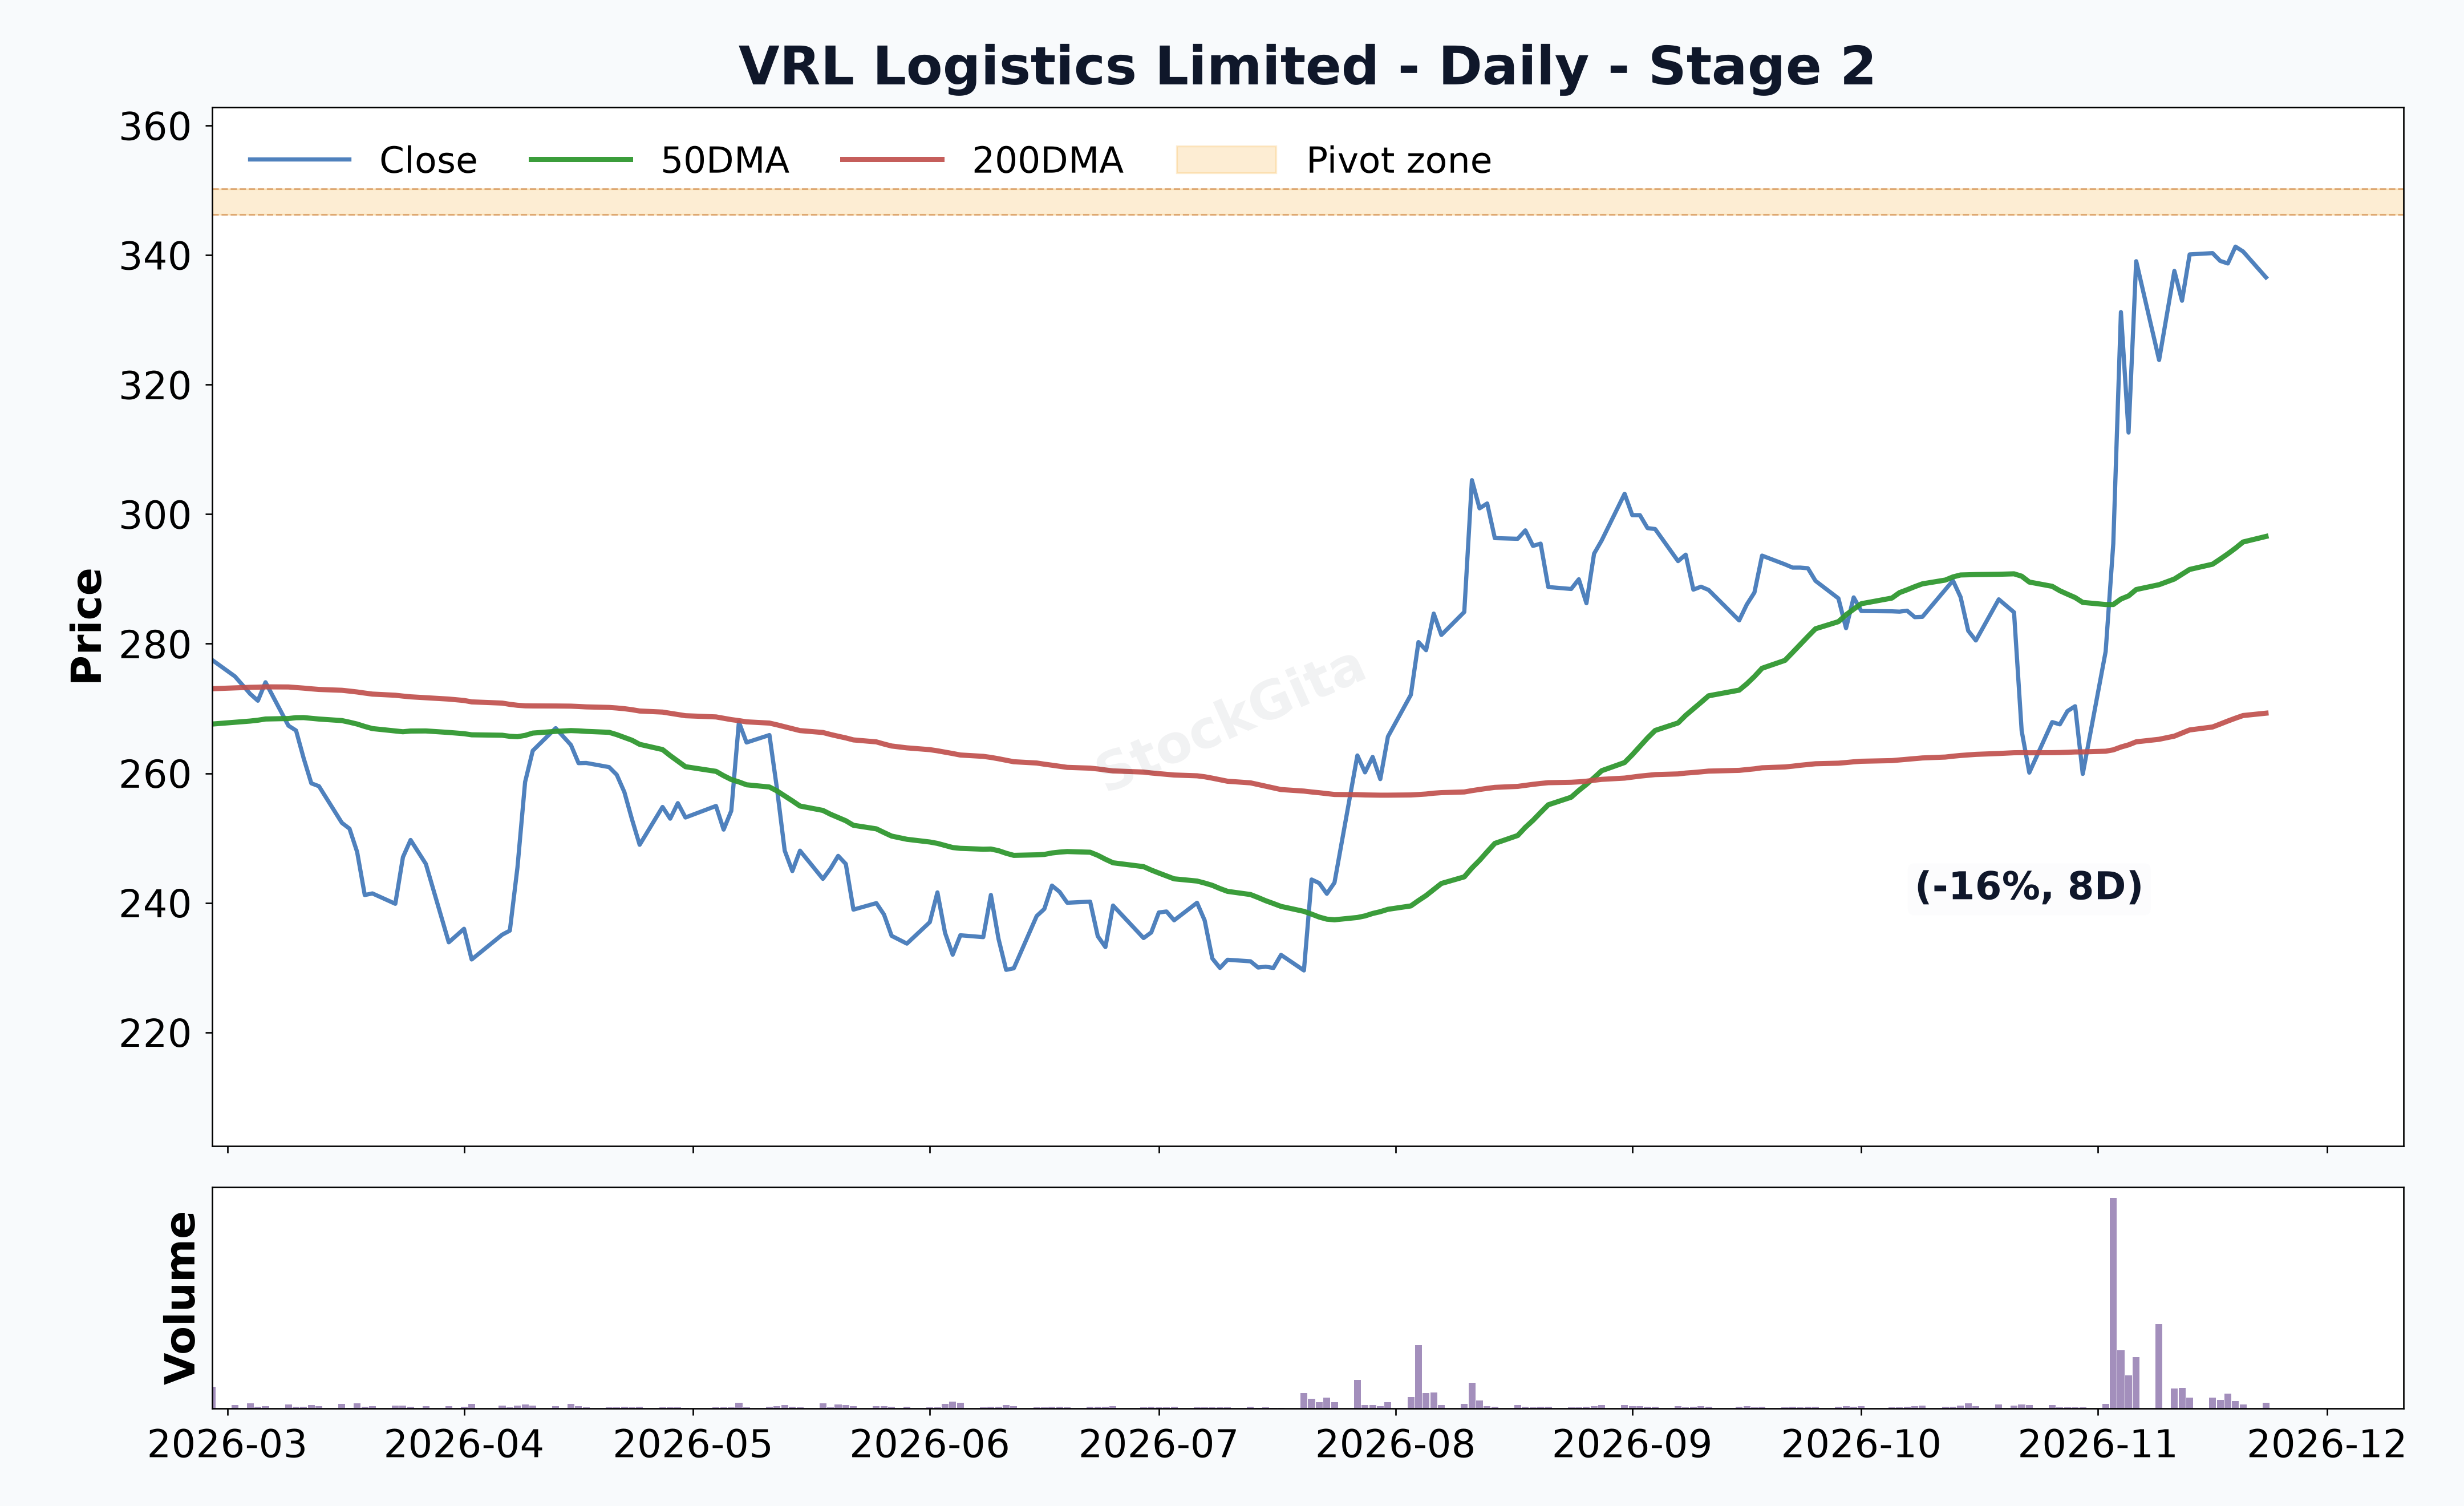 VRL Logistics Limited - Daily - Stage 2
Close 50DMA 200DMA Pivot zone
Price
360
340
320
300
280
260
240
220
StockGita
(-16%, 8D)
Volume
2026-03 2026-04 2026-05 2026-06 2026-07 2026-08 2026-09 2026-10 2026-11 2026-12